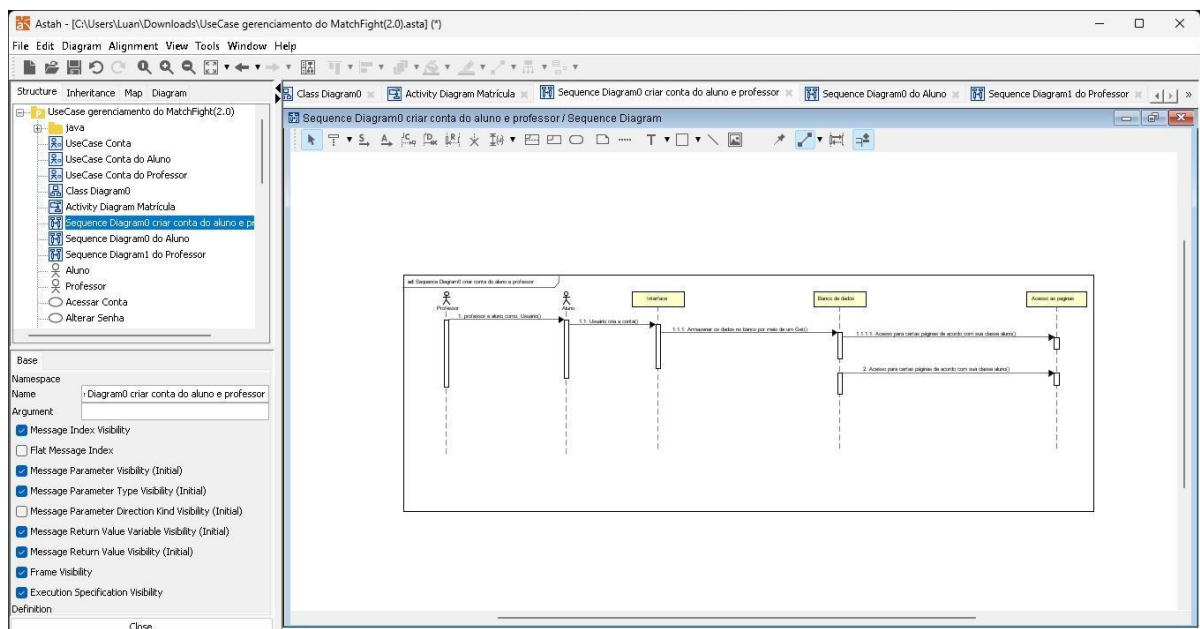 Astah - [C:\Users\Luan\Downloads\UseCase gerenciamento do MatchFight(2.0).asta] (*)
File Edit Diagram Alignment View Tools Window Help
Structure Inheritance Map Diagram
UseCase gerenciamento do MatchFight(2.0)
java
UseCase Conta
UseCase Conta do Aluno
UseCase Conta do Professor
Class Diagram0
Activity Diagram Matrícula
Sequence Diagram0 criar conta do aluno e pr
Sequence Diagram0 do Aluno
Sequence Diagram1 do Professor
Aluno
Professor
Acessar Conta
Alterar Senha
Base
Namespace
Name Diagram0 criar conta do aluno e professor
Argument
Message Index Visibility
Flat Message Index
Message Parameter Visibility (Initial)
Message Parameter Type Visibility (Initial)
Message Parameter Direction Kind Visibility (Initial)
Message Return Value Variable Visibility (Initial)
Message Return Value Visibility (Initial)
Frame Visibility
Execution Specification Visibility
Definition
Close
Class Diagram0 Activity Diagram Matrícula Sequence Diagram0 criar conta do aluno e professor Sequence Diagram0 do Aluno Sequence Diagram1 do Professor
Sequence Diagram0 criar conta do aluno e professor / Sequence Diagram
sd Sequence Diagram0 criar conta do aluno e professor
Professor Aluno Interface Banco de dados Acesso as paginas
1. professor e aluno como, Usuário()
1.1. Usuário cria a conta()
1.1.1. Armazenar os dados no banco por meio de um Get()
1.1.1.1. Acesso para certas páginas de acordo com sua classe aluno()
2. Acesso para certas páginas de acordo com sua classe aluno()